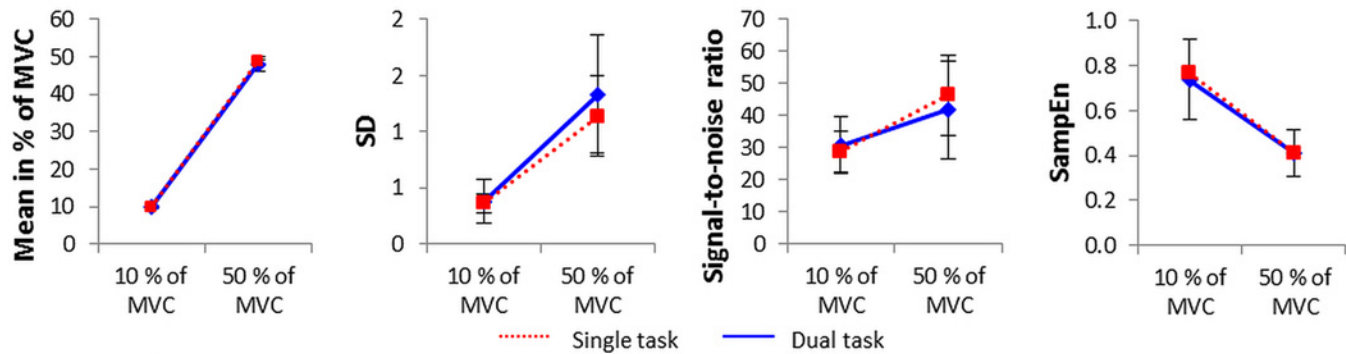 Mean in % of MVC
60
50
40
30
20
10
0
10 % of
MVC
50 % of
MVC
SD
2
2
1
1
0
10 % of
MVC
50 % of
MVC
Signal-to-noise ratio
70
60
50
40
30
20
10
0
10 % of
MVC
50 % of
MVC
SampEn
1.0
0.8
0.6
0.4
0.2
0.0
10 % of
MVC
50 % of
MVC
Single task
Dual task